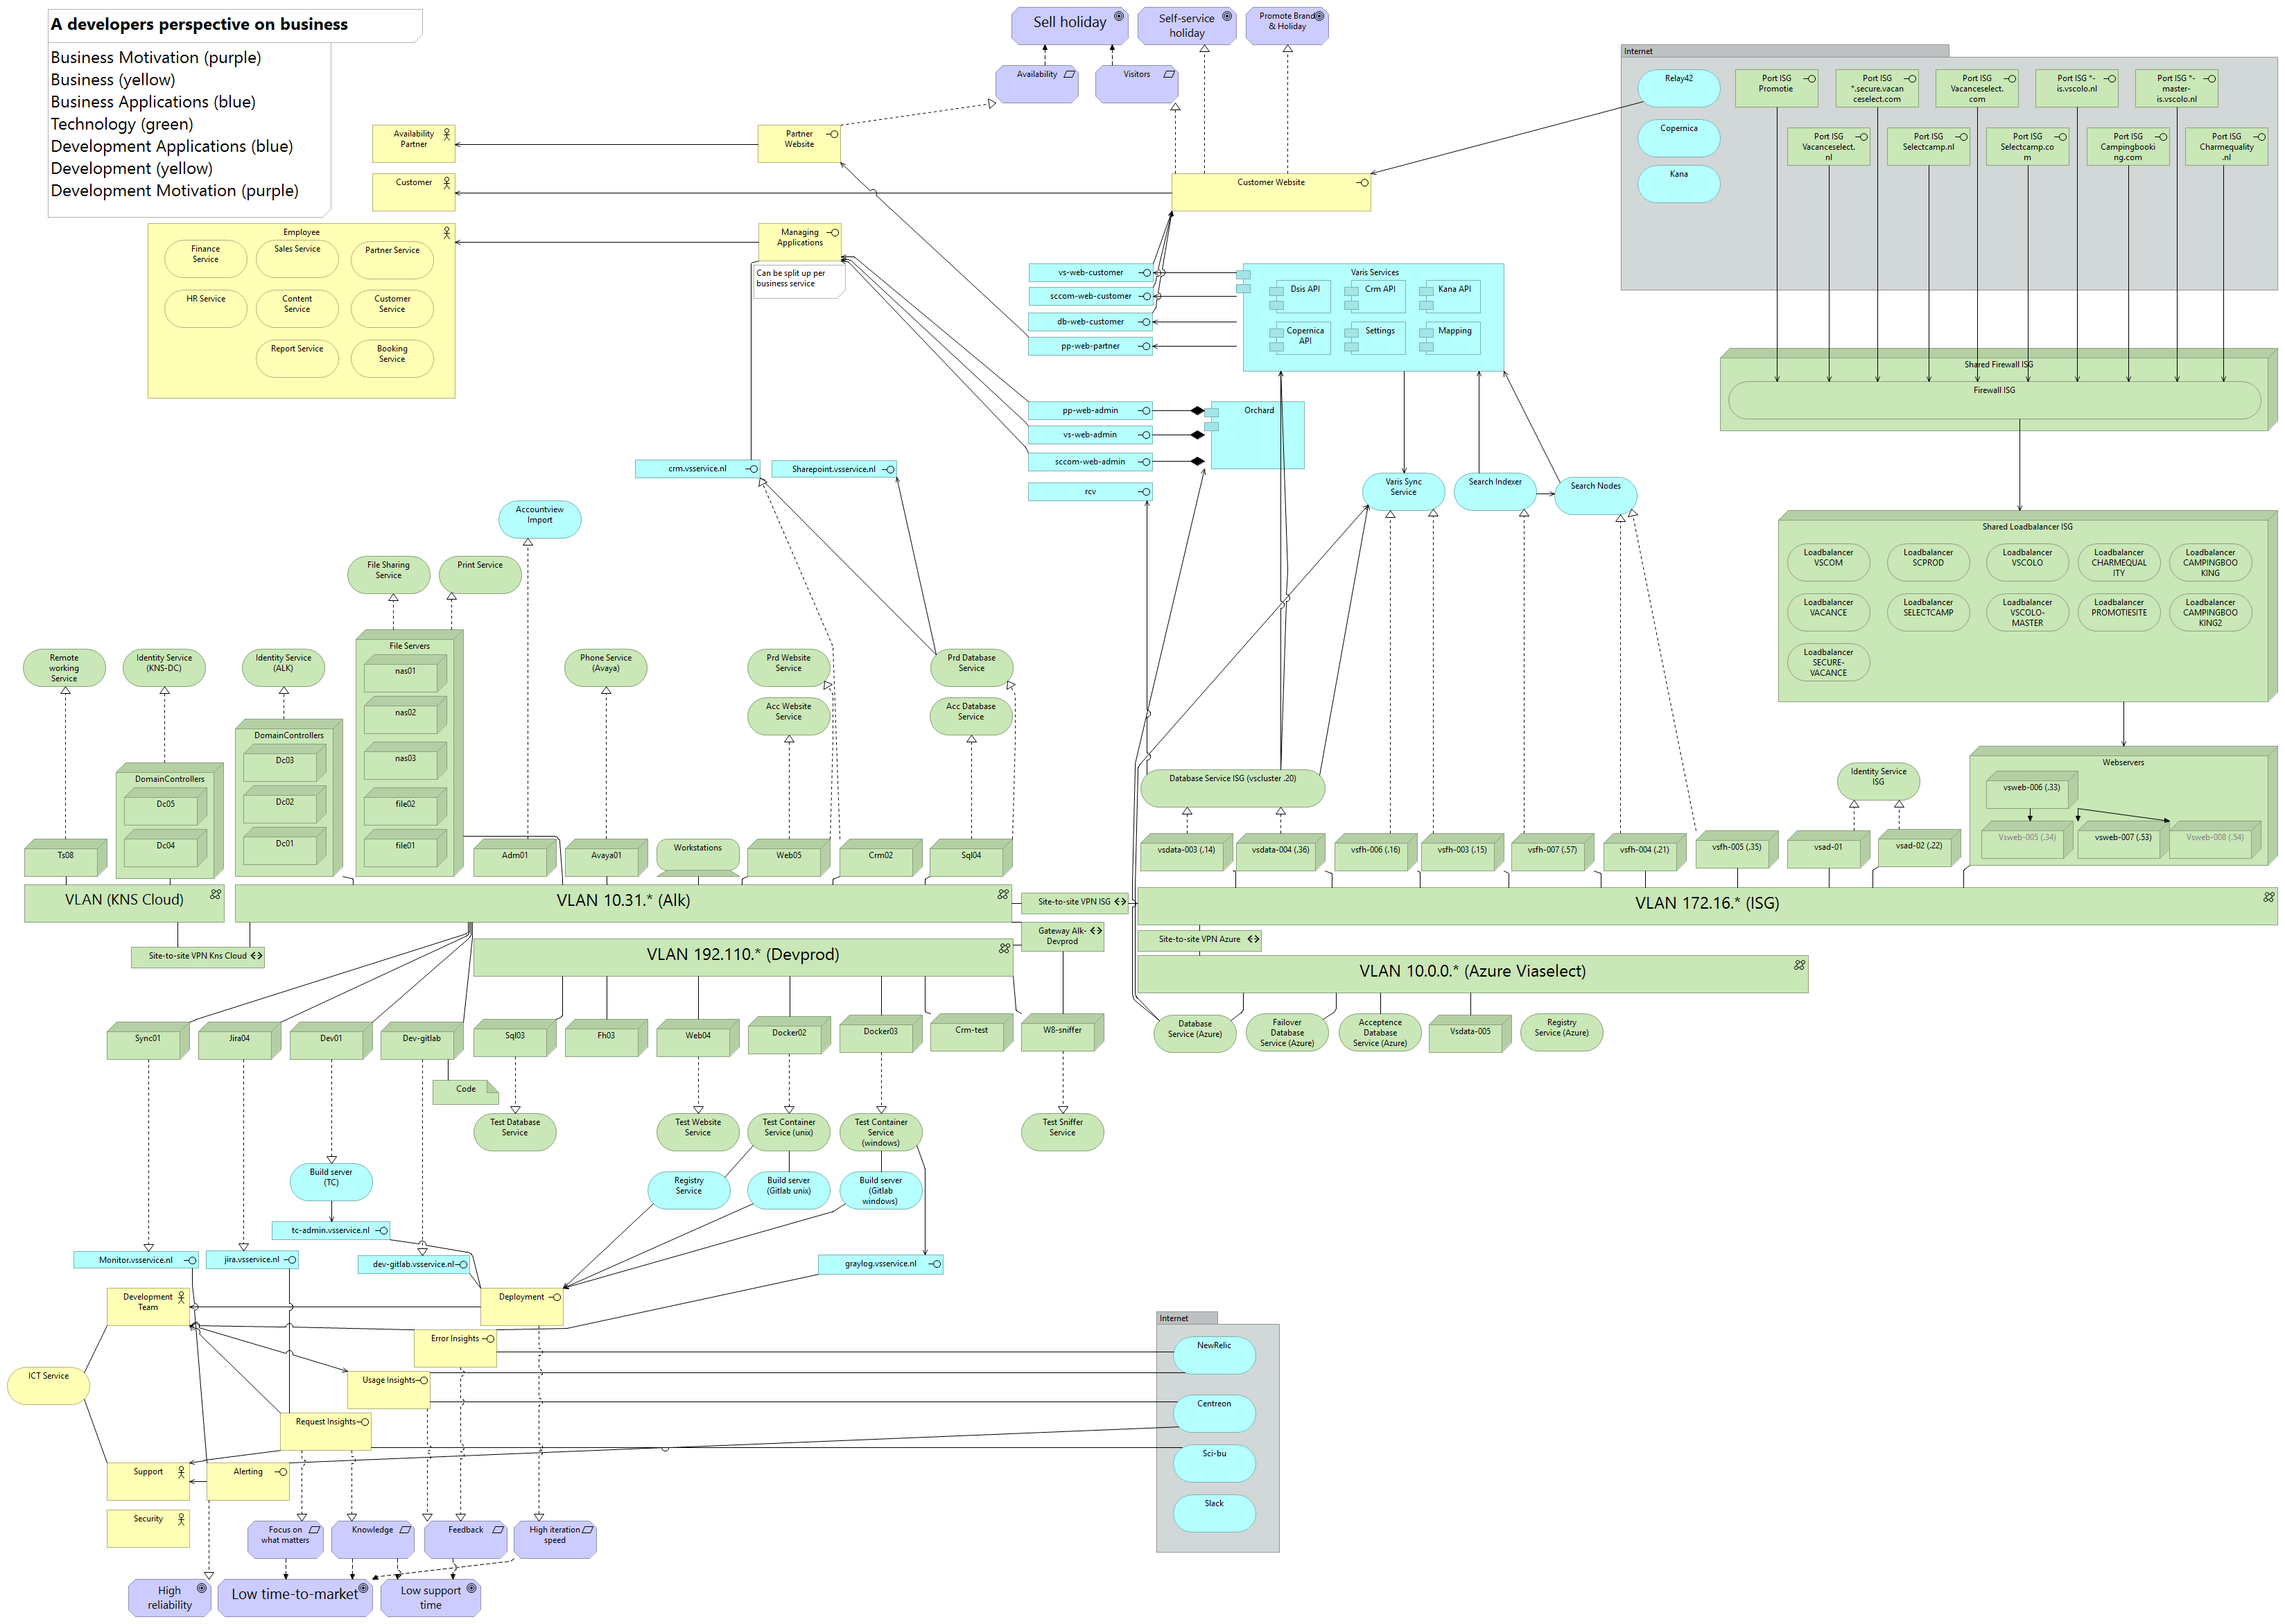 A developers perspective on business
Business Motivation (purple)
Business (yellow)
Business Applications (blue)
Technology (green)
Development Applications (blue)
Development (yellow)
Development Motivation (purple)
Sell holiday
Self-service
holiday
Promote Brand
& Holiday
Availability
Visitors
Availability
Partner
Partner
Website
Customer
Customer Website
Employee
Finance
Service
Sales Service
Partner Service
HR Service
Content
Service
Customer
Service
Report Service
Booking
Service
Managing
Applications
Can be split up per
business service
Internet
Relay42
Copernica
Kana
Port ISG
Promotie
Port ISG
*.secure.vacan
ceselect.com
Port ISG
Vacanceselect.
com
Port ISG *-
is.vscolo.nl
Port ISG *-
master-
is.vscolo.nl
Port ISG
Vacanceselect.
nl
Port ISG
Selectcamp.nl
Port ISG
Selectcamp.co
m
Port ISG
Campingbooki
ng.com
Port ISG
Charmequality
.nl
vs-web-customer
sccom-web-customer
db-web-customer
pp-web-partner
Varis Services
Dsis API
Crm API
Kana API
Copernica
API
Settings
Mapping
Shared Firewall ISG
Firewall ISG
pp-web-admin
vs-web-admin
sccom-web-admin
rcv
Orchard
crm.vsservice.nl
Sharepoint.vsservice.nl
Varis Sync
Service
Search Indexer
Search Nodes
Accountview
Import
Shared Loadbalancer ISG
Loadbalancer
VSCOM
Loadbalancer
SCPROD
Loadbalancer
VSCOLO
Loadbalancer
CHARMEQUAL
ITY
Loadbalancer
CAMPINGBOO
KING
Loadbalancer
VACANCE
Loadbalancer
SELECTCAMP
Loadbalancer
VSCOLO-
MASTER
Loadbalancer
PROMOTIESITE
Loadbalancer
CAMPINGBOO
KING2
Loadbalancer
SECURE-
VACANCE
File Sharing
Service
Print Service
Remote
working
Service
Identity Service
(KNS-DC)
Identity Service
(ALK)
File Servers
nas01
nas02
nas03
file02
file01
Phone Service
(Avaya)
Prd Website
Service
Acc Website
Service
Prd Database
Service
Acc Database
Service
DomainControllers
Dc03
Dc02
Dc01
DomainControllers
Dc05
Dc04
Database Service ISG (vscluster .20)
Identity Service
ISG
Webservers
vsweb-006 (.33)
Vsweb-005 (.34)
vsweb-007 (.53)
Vsweb-008 (.54)
Ts08
Adm01
Avaya01
Workstations
Web05
Crm02
Sql04
vsdata-003 (.14)
vsdata-004 (.36)
vsfh-006 (.16)
vsfh-003 (.15)
vsfh-007 (.57)
vsfh-004 (.21)
vsfh-005 (.35)
vsad-01
vsad-02 (.22)
VLAN (KNS Cloud)
VLAN 10.31.* (Alk)
Site-to-site VPN ISG
VLAN 172.16.* (ISG)
Site-to-site VPN Kns Cloud
VLAN 192.110.* (Devprod)
Gateway Alk-
Devprod
Site-to-site VPN Azure
VLAN 10.0.0.* (Azure Viaselect)
Sync01
Jira04
Dev01
Dev-gitlab
Code
Sql03
Fh03
Web04
Docker02
Docker03
Crm-test
W8-sniffer
Database
Service (Azure)
Failover
Database
Service (Azure)
Acceptence
Database
Service (Azure)
Vsdata-005
Registry
Service (Azure)
Test Database
Service
Test Website
Service
Test Container
Service (unix)
Test Container
Service
(windows)
Test Sniffer
Service
Build server
(TC)
Registry
Service
Build server
(Gitlab unix)
Build server
(Gitlab
windows)
tc-admin.vsservice.nl
Monitor.vsservice.nl
jira.vsservice.nl
dev-gitlab.vsservice.nl
graylog.vsservice.nl
Development
Team
Deployment
Error Insights
Usage Insights
ICT Service
Request Insights
Support
Alerting
Security
Internet
NewRelic
Centreon
Sci-bu
Slack
Focus on
what matters
Knowledge
Feedback
High iteration
speed
High
reliability
Low time-to-market
Low support
time